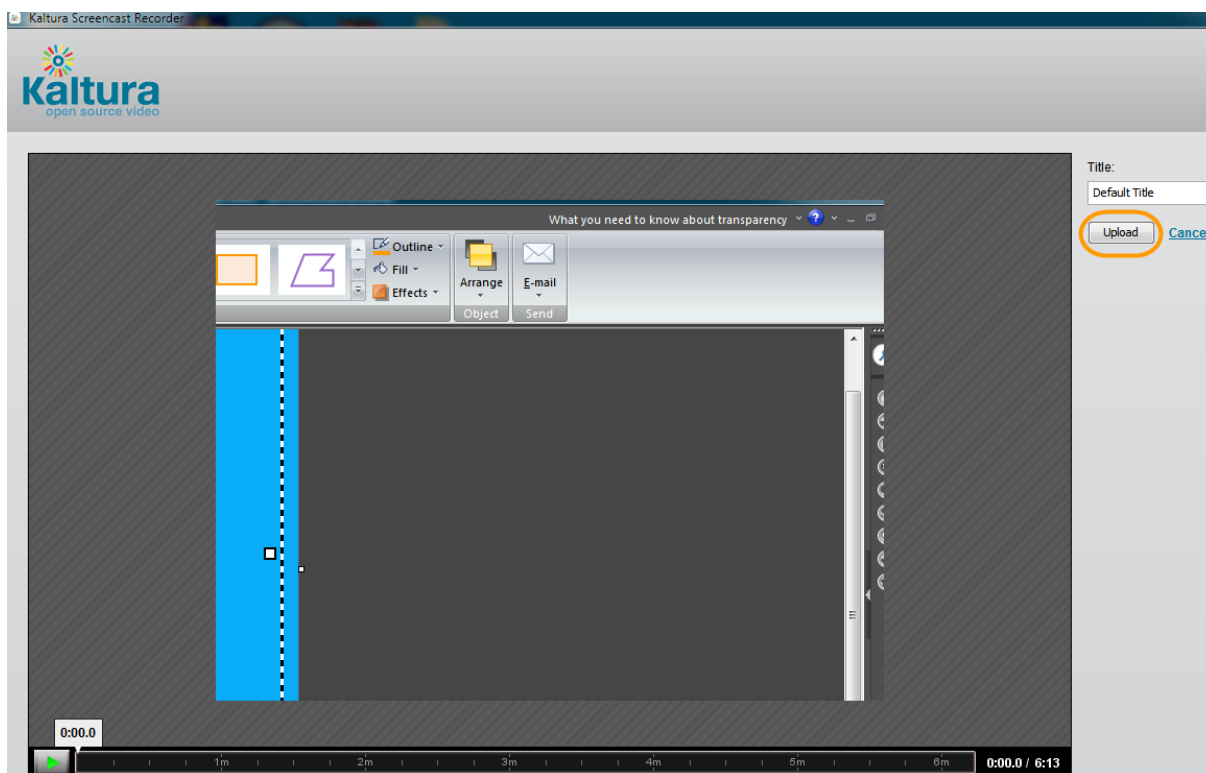 Kaltura Screencast Recorder
Kaltura
open source video
Title:
Default Title
Upload Cance
What you need to know about transparency
Outline
Fill
Effects
Arrange
E-mail
Object Send
0:00.0
1m 2m 3m 4m 5m 6m 0:00.0 / 6:13